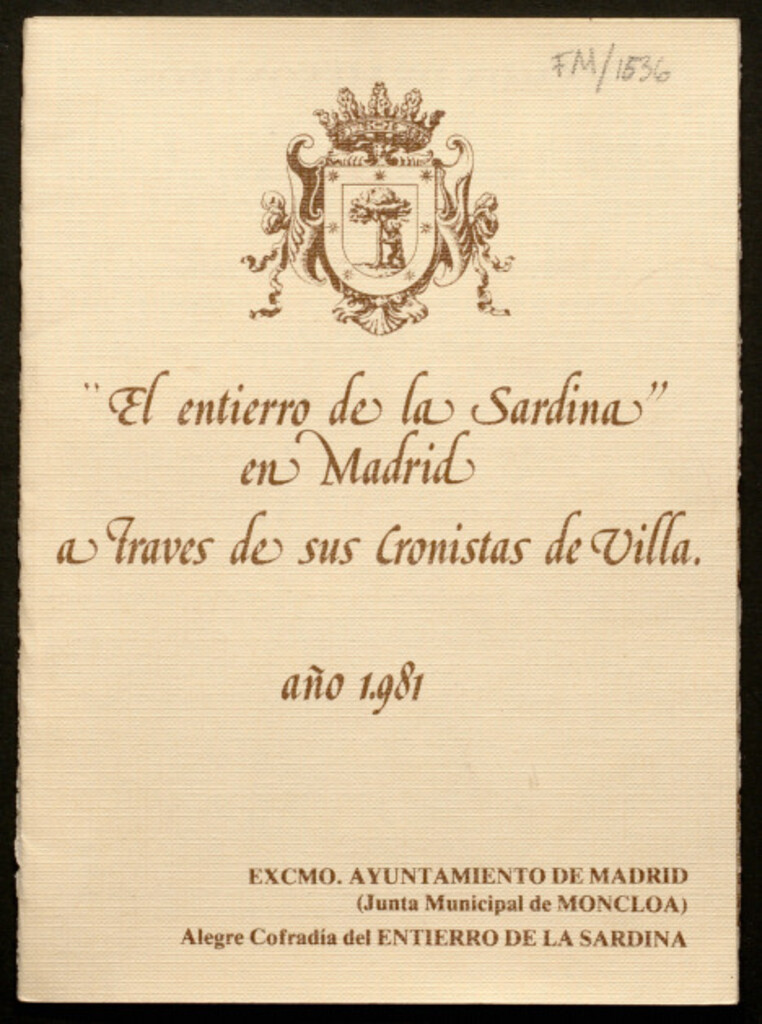 FM/1536
"El entierro de la Sardina"
en Madrid
a traves de sus Cronistas de Villa.
año 1.981
EXCMO. AYUNTAMIENTO DE MADRID
(Junta Municipal de MONCLOA)
Alegre Cofradía del ENTIERRO DE LA SARDINA